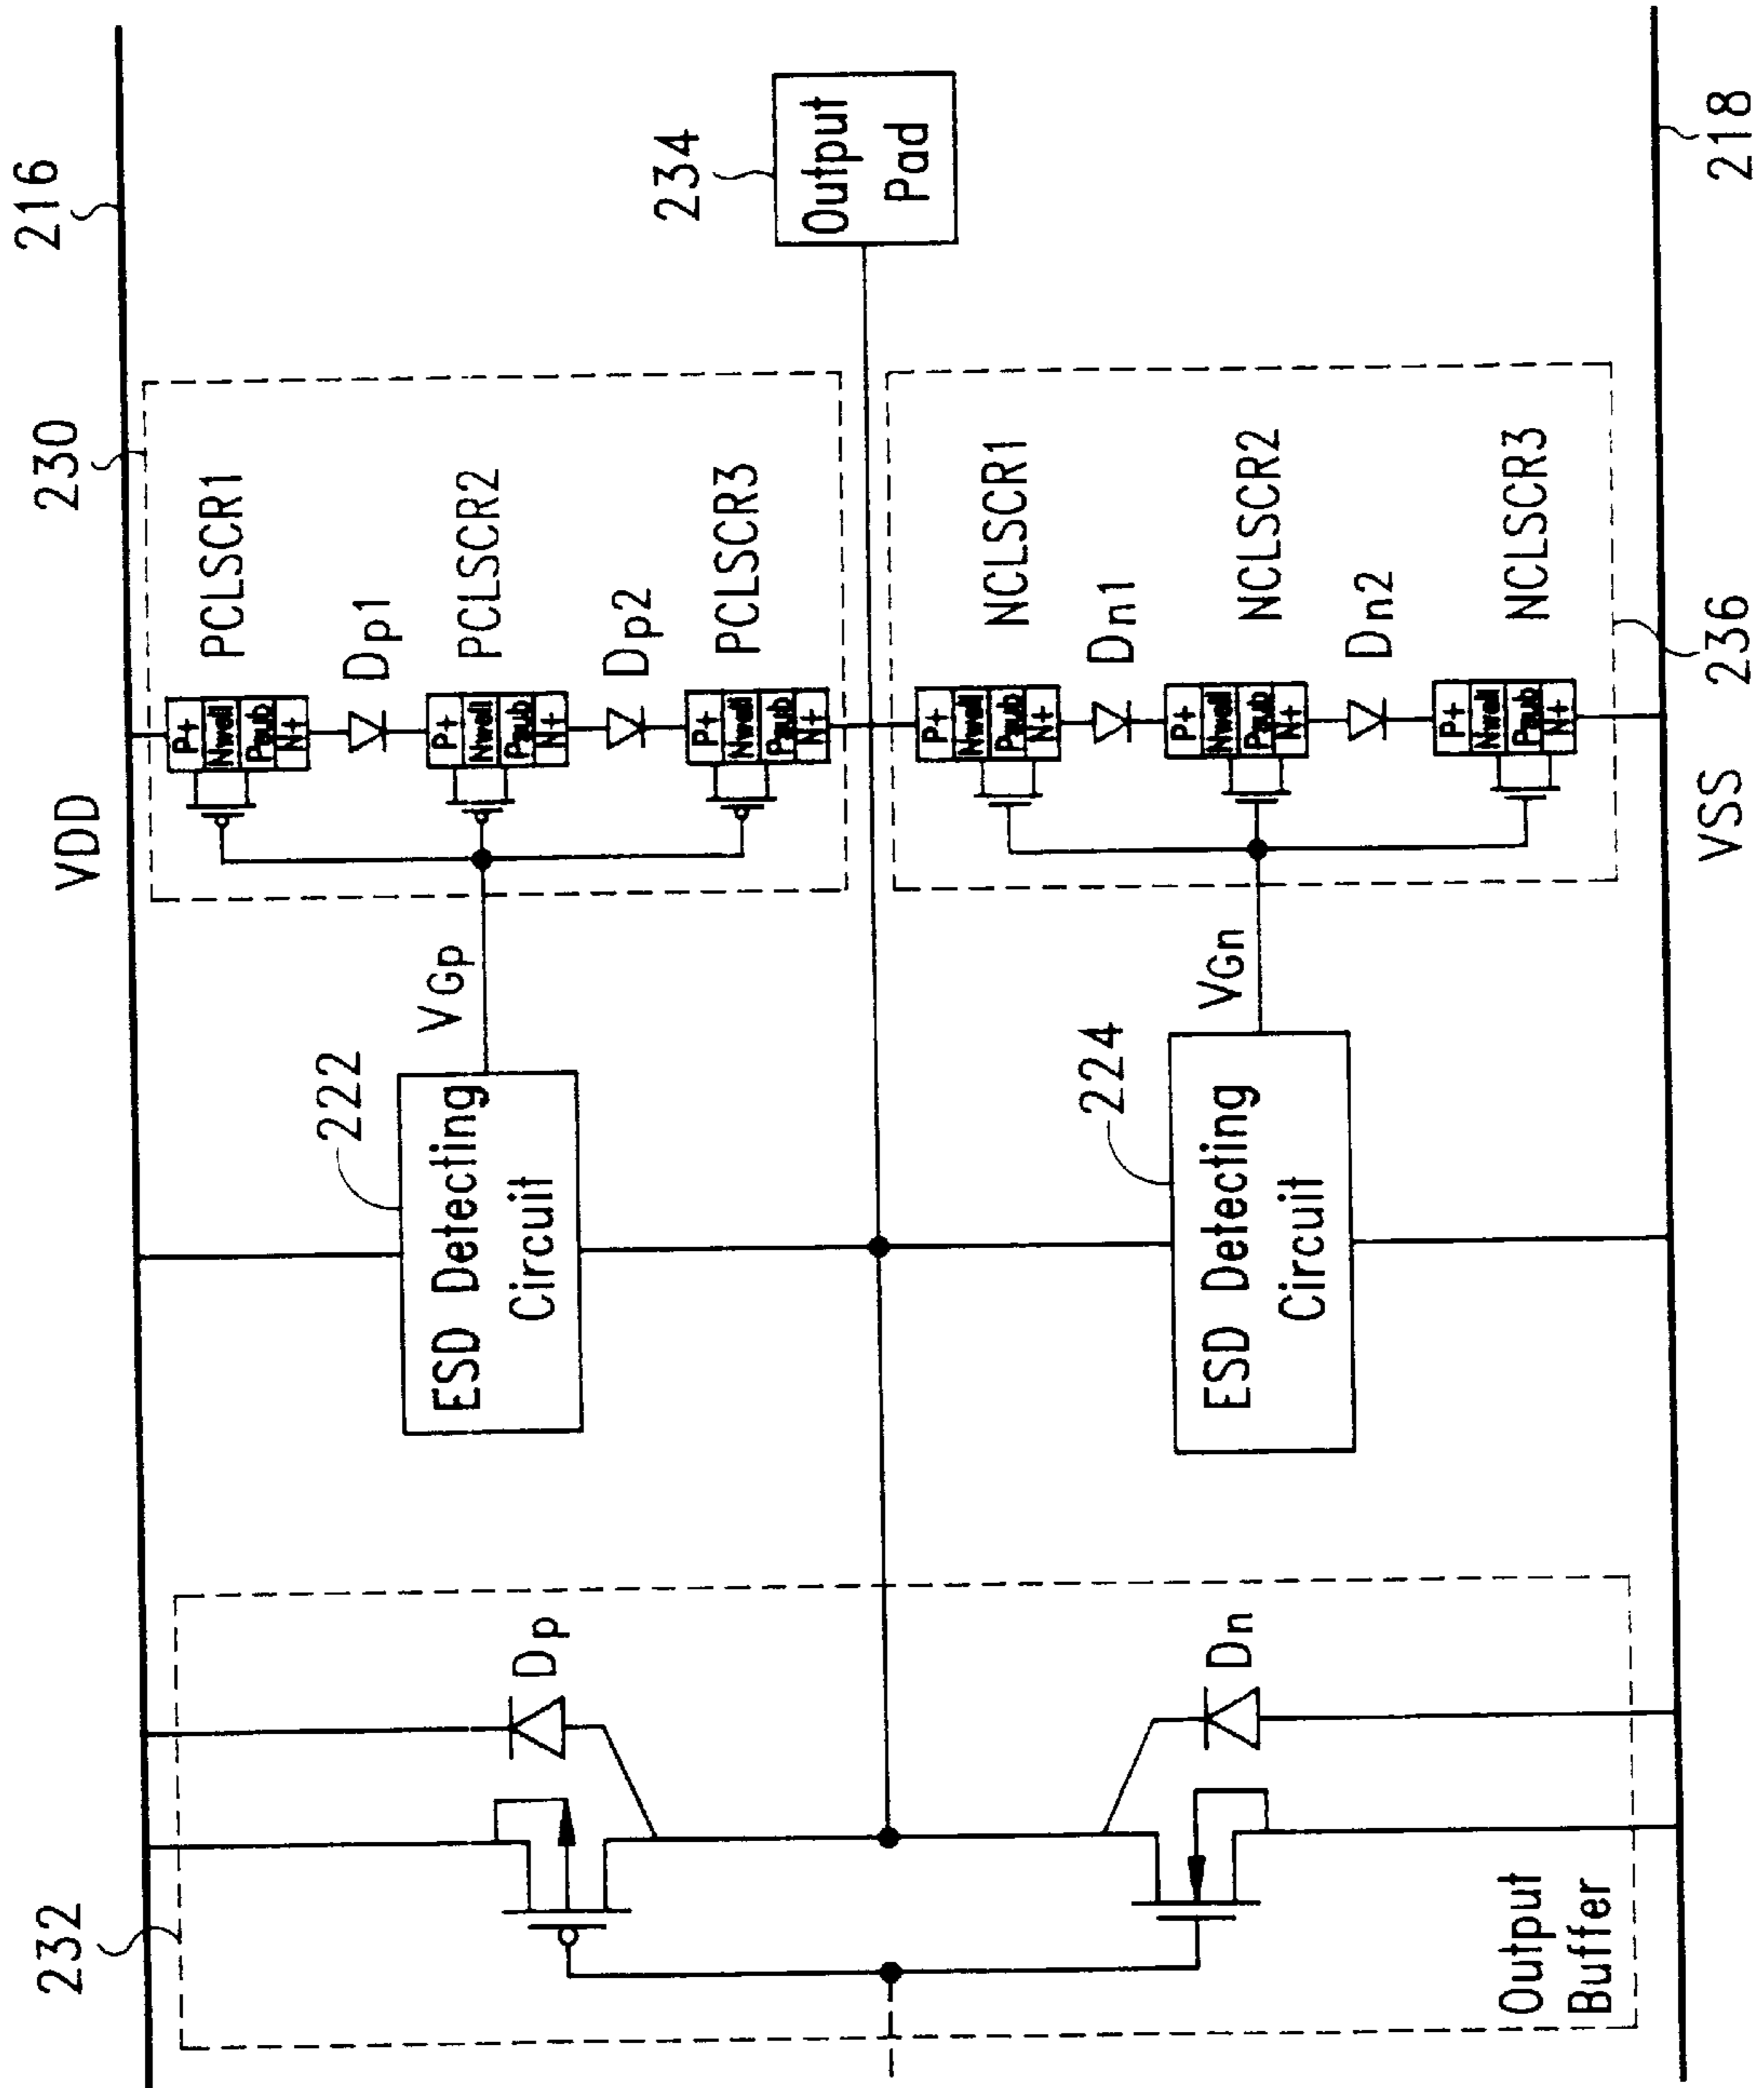 216
230
VDD
PCLSCR1
P+
Nwell
Psub
N+
Dp1
PCLSCR2
P+
Nwell
Psub
N+
Dp2
PCLSCR3
P+
Nwell
Psub
N+
VGp
222
ESD Detecting
Circuit
232
Dp
234
Output
Pad
NCLSCR1
P+
Nwell
Psub
N+
Dn1
NCLSCR2
P+
Nwell
Psub
N+
Dn2
NCLSCR3
P+
Nwell
Psub
N+
VGn
224
ESD Detecting
Circuit
Dn
Output
Buffer
236
VSS
218